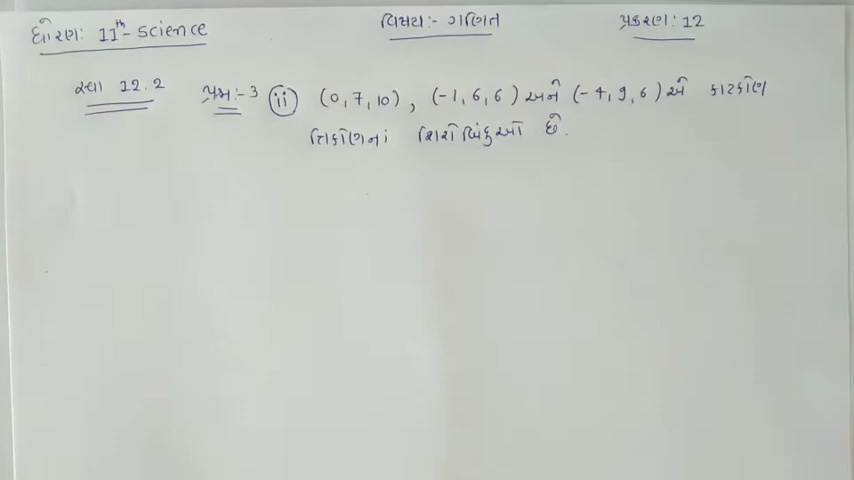 ધોરણ: 11th - science વિષય:- ગણિત પ્રકરણ: 12
સ્વા 12.2 પ્રશ્ન:- 3 (ii) (0, 7, 10), (-1, 6, 6) અને (-4, 9, 6) એ કાટકોણ
ત્રિકોણનાં શિરોબિંદુઓ છે.